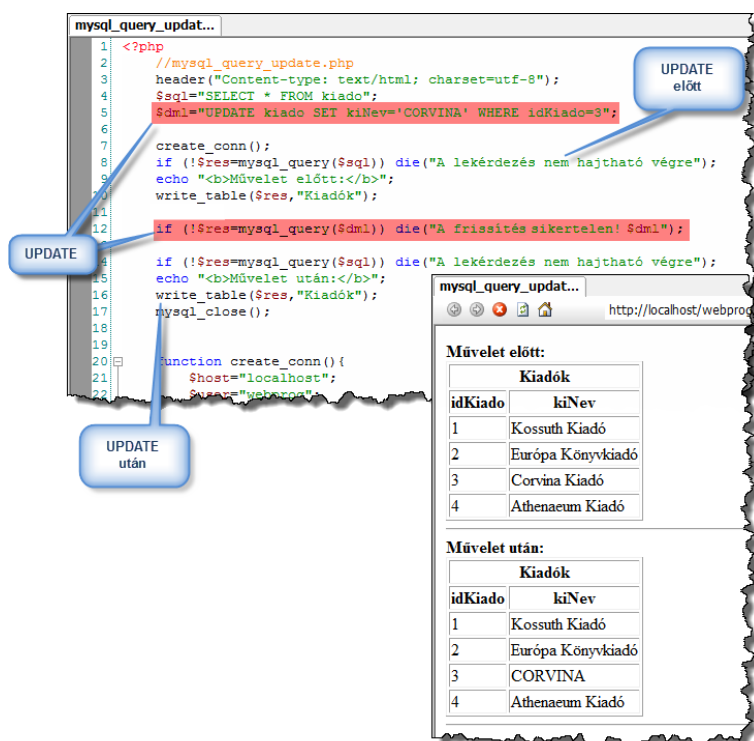 mysql_query_updat...
1 <?php
2 //mysql_query_update.php
3 header("Content-type: text/html; charset=utf-8");
4 $sql="SELECT * FROM kiado";
5 $dml="UPDATE kiado SET kiNev='CORVINA' WHERE idKiado=3";
6
7 create_conn();
8 if (!$res=mysql_query($sql)) die("A lekérdezés nem hajtható végre");
9 echo "<b>Művelet előtt:</b>";
10 write_table($res,"Kiadók");
11
12 if (!$res=mysql_query($dml)) die("A frissítés sikertelen! $dml");
14 if (!$res=mysql_query($sql)) die("A lekérdezés nem hajtható végre");
15 echo "<b>Művelet után:</b>";
16 write_table($res,"Kiadók");
17 mysql_close();
18
19
20 function create_conn(){
21 $host="localhost";
22 $user="webprog";
UPDATE
előtt
UPDATE
UPDATE
után
mysql_query_updat...
http://localhost/webprog
Művelet előtt:
Kiadók
idKiado kiNev
1 Kossuth Kiadó
2 Európa Könyvkiadó
3 Corvina Kiadó
4 Athenaeum Kiadó
Művelet után:
Kiadók
idKiado kiNev
1 Kossuth Kiadó
2 Európa Könyvkiadó
3 CORVINA
4 Athenaeum Kiadó